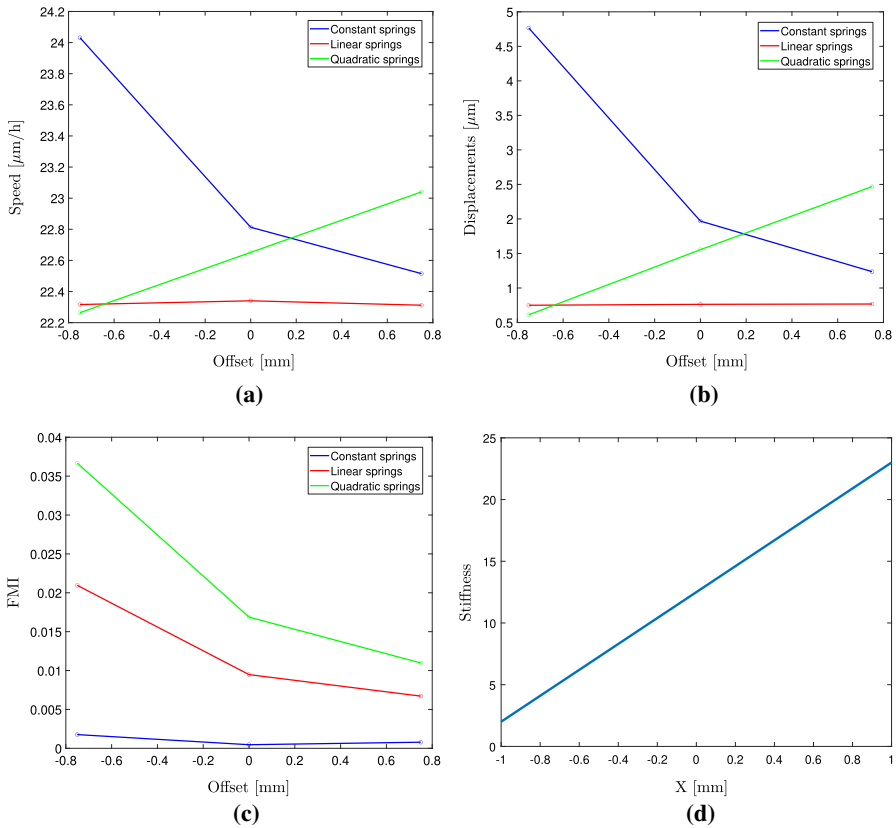 24.2
24
23.8
23.6
23.4
23.2
23
22.8
22.6
22.4
22.2
22
Speed [μm/h]
Constant springs
Linear springs
Quadratic springs
-0.8 -0.6 -0.4 -0.2 0 0.2 0.4 0.6 0.8
Offset [mm]
(a)
5
4.5
4
3.5
3
2.5
2
1.5
1
0.5
Displacements [μm]
Constant springs
Linear springs
Quadratic springs
-0.8 -0.6 -0.4 -0.2 0 0.2 0.4 0.6 0.8
Offset [mm]
(b)
0.04
0.035
0.03
0.025
0.02
0.015
0.01
0.005
0
FMI
Constant springs
Linear springs
Quadratic springs
-0.8 -0.6 -0.4 -0.2 0 0.2 0.4 0.6 0.8
Offset [mm]
(c)
25
20
15
10
5
0
Stiffness
-1 -0.8 -0.6 -0.4 -0.2 0 0.2 0.4 0.6 0.8 1
X [mm]
(d)